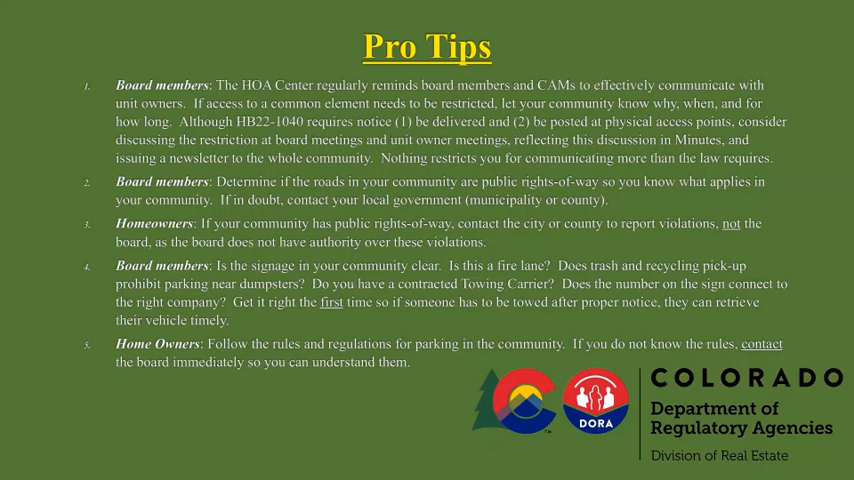 Pro Tips
1. Board members: The HOA Center regularly reminds board members and CAMs to effectively communicate with
unit owners. If access to a common element needs to be restricted, let your community know why, when, and for
how long. Although HB22-1040 requires notice (1) be delivered and (2) be posted at physical access points, consider
discussing the restriction at board meetings and unit owner meetings, reflecting this discussion in Minutes, and
issuing a newsletter to the whole community. Nothing restricts you for communicating more than the law requires.
2. Board members: Determine if the roads in your community are public rights-of-way so you know what applies in
your community. If in doubt, contact your local government (municipality or county).
3. Homeowners: If your community has public rights-of-way, contact the city or county to report violations, not the
board, as the board does not have authority over these violations.
4. Board members: Is the signage in your community clear. Is this a fire lane? Does trash and recycling pick-up
prohibit parking near dumpsters? Do you have a contracted Towing Carrier? Does the number on the sign connect to
the right company? Get it right the first time so if someone has to be towed after proper notice, they can retrieve
their vehicle timely.
5. Home Owners: Follow the rules and regulations for parking in the community. If you do not know the rules, contact
the board immediately so you can understand them.
TM
DORA
COLORADO
Department of
Regulatory Agencies
Division of Real Estate